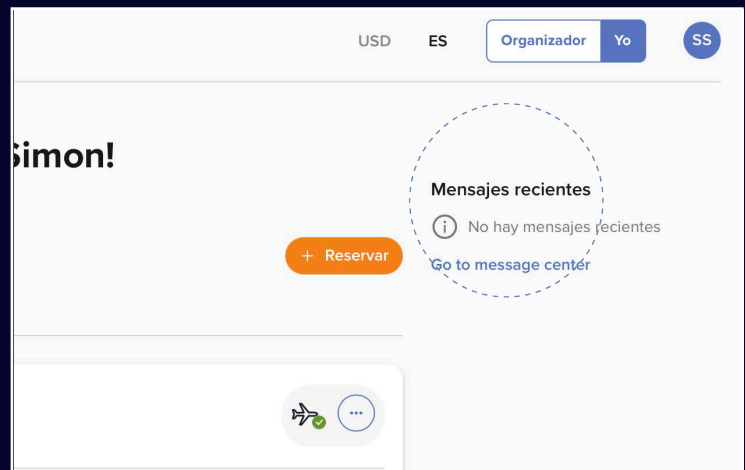 USD ES Organizador Yo SS
Simon!
Mensajes recientes
No hay mensajes recientes
+ Reservar
Go to message center